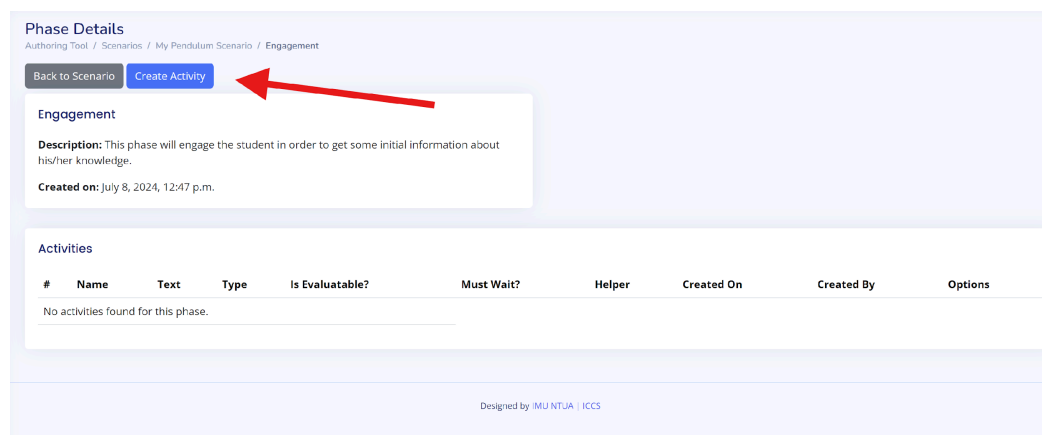 Phase Details
Authoring Tool / Scenarios / My Pendulum Scenario / Engagement
Back to Scenario Create Activity
Engagement
Description: This phase will engage the student in order to get some initial information about
his/her knowledge.
Created on: July 8, 2024, 12:47 p.m.
Activities
# Name Text Type Is Evaluatable? Must Wait? Helper Created On Created By Options
No activities found for this phase.
Designed by IMU NTUA | ICCS